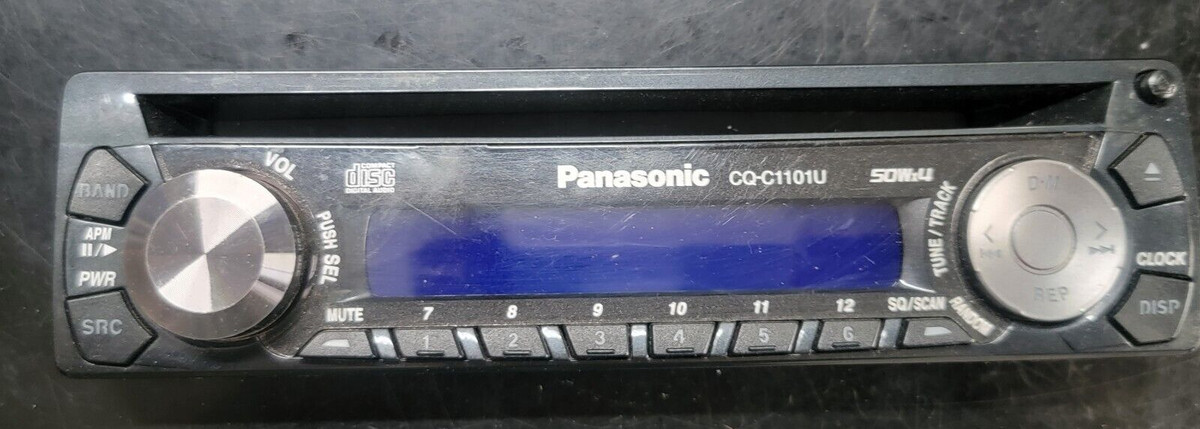 VOL
COMPACT
disc
DIGITAL AUDIO
Panasonic CQ-C1101U 50Wx4
BAND
APM
PWR
SRC
PUSH SEL
TUNE / TRACK
REP
CLOCK
DISP
MUTE 7 8 9 10 11 12 SQ/SCAN
RANDOM
1 2 3 4 5 6